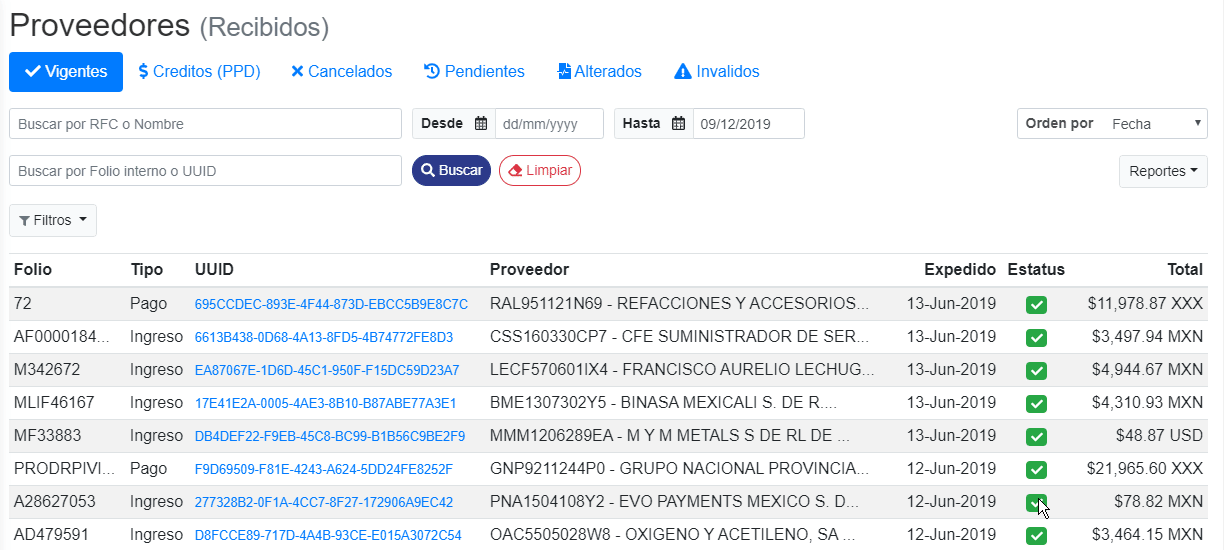 Proveedores (Recibidos)
Vigentes Creditos (PPD) Cancelados Pendientes Alterados Invalidos
Buscar por RFC o Nombre Desde dd/mm/yyyy Hasta 09/12/2019 Orden por Fecha
Buscar por Folio interno o UUID Buscar Limpiar Reportes
Filtros
Folio Tipo UUID Proveedor Expedido Estatus Total
72 Pago 695CCDEC-893E-4F44-873D-EBCC5B9E8C7C RAL951121N69 - REFACCIONES Y ACCESORIOS... 13-Jun-2019 $11,978.87 XXX
AF0000184... Ingreso 6613B438-0D68-4A13-8FD5-4B74772FE8D3 CSS160330CP7 - CFE SUMINISTRADOR DE SER... 13-Jun-2019 $3,497.94 MXN
M342672 Ingreso EA87067E-1D6D-45C1-950F-F15DC59D23A7 LECF570601IX4 - FRANCISCO AURELIO LECHUG... 13-Jun-2019 $4,944.67 MXN
MLIF46167 Ingreso 17E41E2A-0005-4AE3-8B10-B87ABE77A3E1 BME1307302Y5 - BINASA MEXICALI S. DE R.... 13-Jun-2019 $4,310.93 MXN
MF33883 Ingreso DB4DEF22-F9EB-45C8-BC99-B1B56C9BE2F9 MMM1206289EA - M Y M METALS S DE RL DE ... 13-Jun-2019 $48.87 USD
PRODRPIVI... Pago F9D69509-F81E-4243-A624-5DD24FE8252F GNP9211244P0 - GRUPO NACIONAL PROVINCIA... 12-Jun-2019 $21,965.60 XXX
A28627053 Ingreso 277328B2-0F1A-4CC7-8F27-172906A9EC42 PNA1504108Y2 - EVO PAYMENTS MEXICO S. D... 12-Jun-2019 $78.82 MXN
AD479591 Ingreso D8FCCE89-717D-4A4B-93CE-E015A3072C54 OAC5505028W8 - OXIGENO Y ACETILENO, SA ... 12-Jun-2019 $3,464.15 MXN